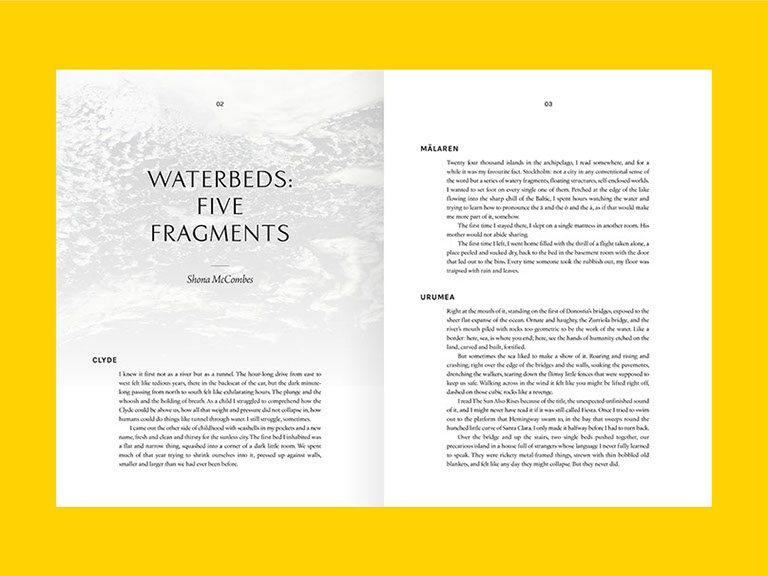 02
WATERBEDS:
FIVE
FRAGMENTS
Shona McCombes
CLYDE
I knew it first not as a river but as a tunnel. The hour-long drive from east to
west felt like tedious years, there in the backseat of the car, but the dark minute-
long passing from north to south felt like exhilarating hours. The plunge and the
whoosh and the holding of breath. As a child I struggled to comprehend how the
Clyde could be above us, how all that weight and pressure did not collapse in, how
humans could do things like tunnel through water. I still struggle, sometimes.
I came out the other side of childhood with seashells in my pockets and a new
name, fresh and clean and thirsty for the sunless city. The first bed I inhabited was
a flat and narrow thing, squashed into a corner of a dark little room. We spent
much of that year trying to shrink ourselves into it, pressed up against walls,
smaller and larger than we had ever been before.
03
MÄLAREN
Twenty four thousand islands in the archipelago, I read somewhere, and for a
while it was my favourite fact. Stockholm: not a city in any conventional sense of
the word but a series of watery fragments, floating structures, self-enclosed worlds.
I wanted to set foot on every single one of them. Perched at the edge of the lake
flowing into the sharp chill of the Baltic, I spent hours watching the water and
trying to learn how to pronounce the å and the ö and the ä, as if that would make
me more part of it, somehow.
The first time I stayed there, I slept on a single mattress in another room. His
mother would not abide sharing.
The first time I left, I went home filled with the thrill of a flight taken alone, a
place peeled and sucked dry, back to the bed in the basement room with the door
that led out to the bins. Every time someone took the rubbish out, my floor was
traipsed with rain and leaves.
URUMEA
Right at the mouth of it, standing on the first of Donostia's bridges, exposed to the
sheer flat expanse of the ocean. Ornate and haughty, the Zurriola bridge, and the
river's mouth piled with rocks too geometric to be the work of the water. Like a
border: here, sea, is where you end; here, see the hands of humanity etched on the
land, carved and built, fortified.
But sometimes the sea liked to make a show of it. Roaring and rising and
crashing, right over the edge of the bridges and the walls, soaking the pavements,
drenching the walkers, tearing down the flimsy little fences that were supposed to
keep us safe. Walking across in the wind it felt like you might be lifted right off,
dashed on those cubic rocks like a revenge.
I read The Sun Also Rises because of the title, the unexpected unfinished sound
of it, and I might never have read it if it was still called Fiesta. Once I tried to swim
out to the platform that Hemingway swam to, in the bay that sweeps round the
hunched little curve of Santa Clara. I only made it halfway before I had to turn back.
Over the bridge and up the stairs, two single beds pushed together, our
precarious island in a house full of strangers whose language I never fully learned
to speak. They were rickety metal-framed things, strewn with thin bobbled old
blankets, and felt like any day they might collapse. But they never did.